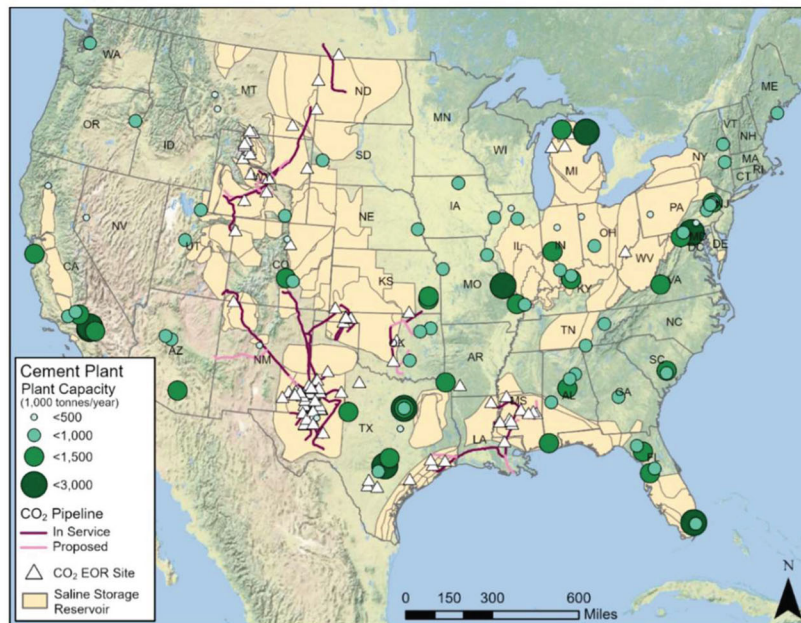 WA
MT
ND
MN
ME
OR
ID
SD
WI
VT
NH
NY
MA
RI
CT
MI
WY
IA
NE
PA
NJ
NV
UT
IL
IN
OH
MD
DE
DC
CA
CO
KS
MO
WV
KY
VA
TN
NC
AZ
NM
OK
AR
SC
MS
AL
GA
TX
LA
FL
Cement Plant
Plant Capacity
(1,000 tonnes/year)
<500
<1,000
<1,500
<3,000
CO₂ Pipeline
In Service
Proposed
CO₂ EOR Site
Saline Storage
Reservoir
0 150 300 600
Miles
N